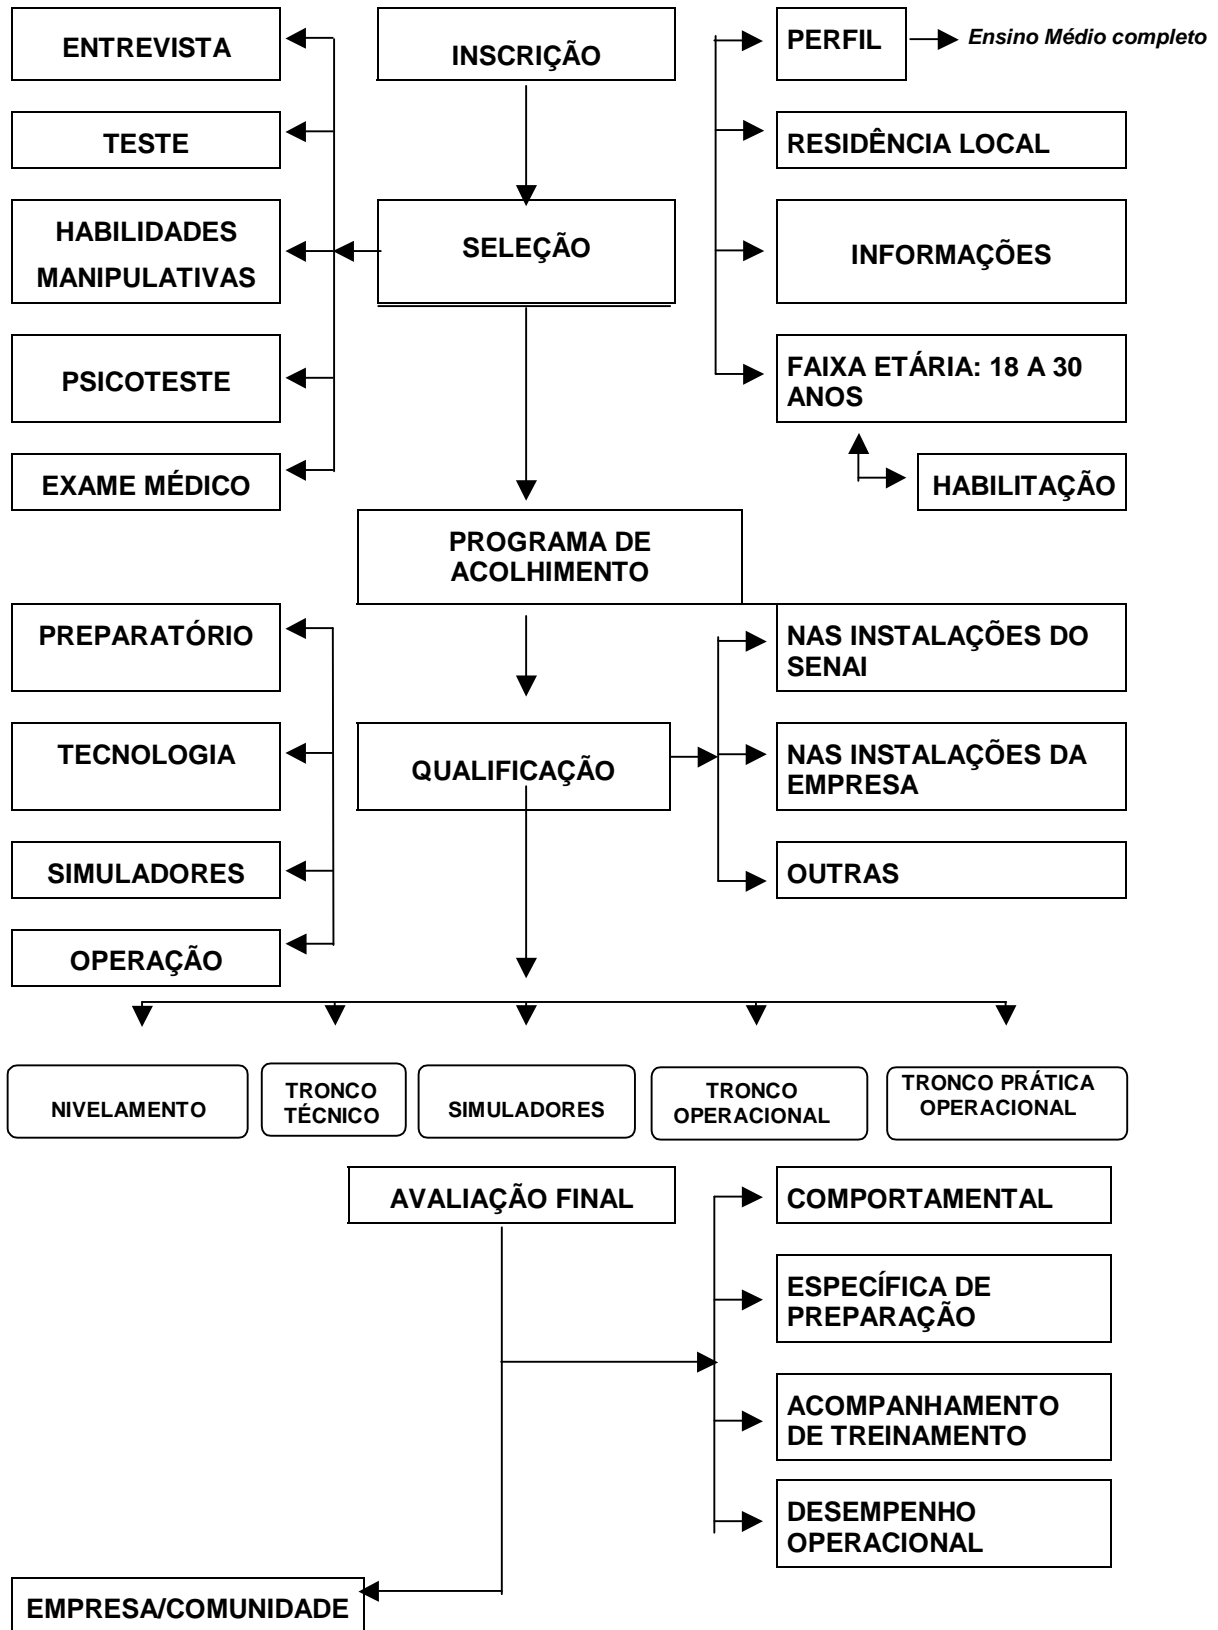 ENTREVISTA
INSCRIÇÃO
PERFIL
Ensino Médio completo
TESTE
RESIDÊNCIA LOCAL
HABILIDADES
MANIPULATIVAS
SELEÇÃO
INFORMAÇÕES
PSICOTESTE
FAIXA ETÁRIA: 18 A 30
ANOS
EXAME MÉDICO
HABILITAÇÃO
PROGRAMA DE
ACOLHIMENTO
PREPARATÓRIO
NAS INSTALAÇÕES DO
SENAI
TECNOLOGIA
QUALIFICAÇÃO
NAS INSTALAÇÕES DA
EMPRESA
SIMULADORES
OUTRAS
OPERAÇÃO
NIVELAMENTO
TRONCO
TÉCNICO
SIMULADORES
TRONCO
OPERACIONAL
TRONCO PRÁTICA
OPERACIONAL
AVALIAÇÃO FINAL
COMPORTAMENTAL
ESPECÍFICA DE
PREPARAÇÃO
ACOMPANHAMENTO
DE TREINAMENTO
DESEMPENHO
OPERACIONAL
EMPRESA/COMUNIDADE